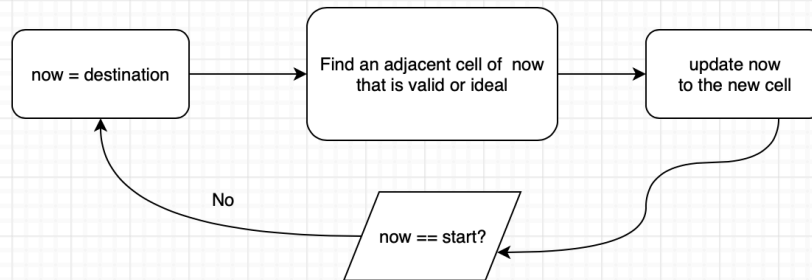 now = destination
Find an adjacent cell of now
that is valid or ideal
update now
to the new cell
No
now == start?